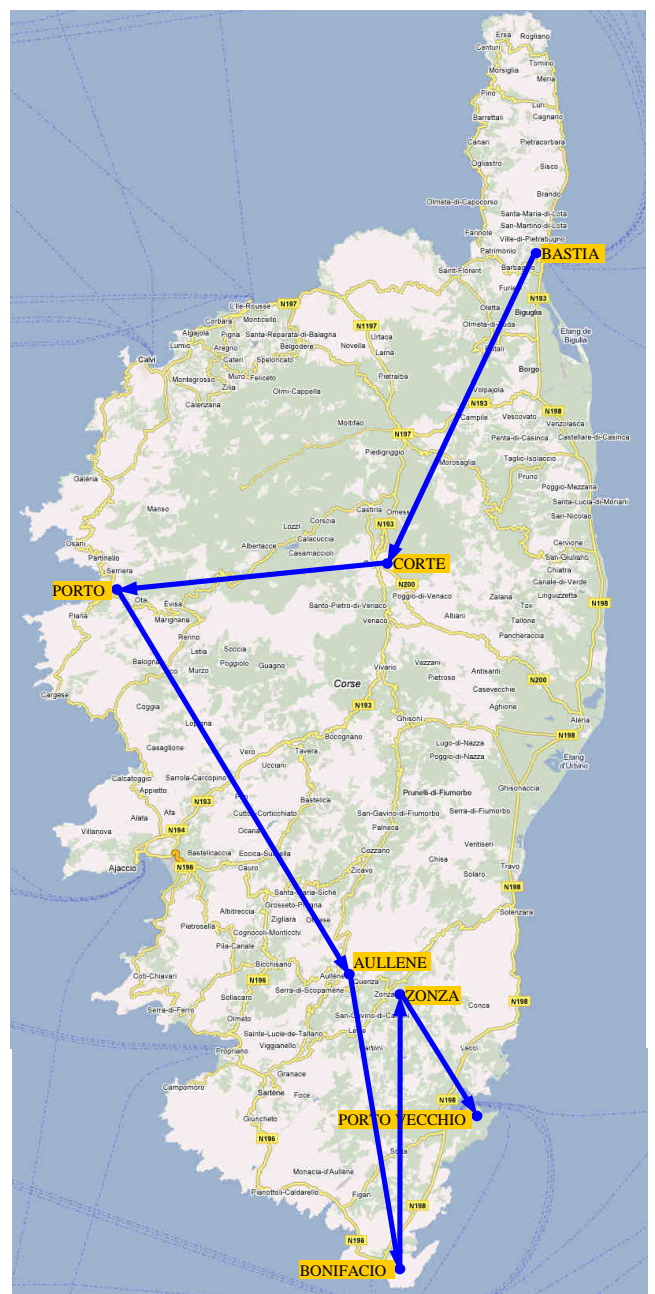 Ersa
Rogliano
Centuri
Tomino
Morsiglia
Meria
Pino
Luri
Barrettali
Cagnano
Canari
Pietracorbara
Ogliastro
Sisco
Brando
Olmeta-di-Capocorso
Santa-Maria-di-Lota
San-Martino-di-Lota
Farinole
Ville-di-Pietrabugno
Patrimonio
BASTIA
Saint-Florent
N193
L'Ile-Rousse
N197
Oletta
Biguglia
Corbara
Monticello
N1197
Olmeta-di-Tuda
Etang de
Biguglia
Algajola
Pigna
Santa-Reparata-di-Balagna
Urtaca
Lumio
Aregno
Belgodere
Novella
Lama
Calvi
Cateri
Speloncato
Borgo
Montegrosso
Muro
Feliceto
Pietralba
Zilia
Olmi-Cappella
Volpajola
Calenzana
N193
N198
Campile
Vescovato
Venzolasca
Moltifao
N197
Penta-di-Casinca
Castellare-di-Casinca
Piedigriggio
Taglio-Isolaccio
Morosaglia
Galéria
Pruno
Poggio-Mezzana
Manso
Castirla
Omessa
Santa-Lucia-di-Moriani
Corscia
San-Nicolao
Lozzi
N193
Osani
Calacuccia
Albertacce
Cervione
Partinello
Casamaccioli
San-Giuliano
Serriera
CORTE
Chiatra
PORTO
N200
Canale-di-Verde
Ota
Evisa
Poggio-di-Venaco
Zalana
Linguizzetta
Santo-Pietro-di-Venaco
Tox
N198
Piana
Marignana
Altiani
Tallone
Venaco
Renno
Pancheraccia
Letia
Soccia
Balogna
Poggiolo
Guagno
Vivario
Vezzani
Murzo
Antisanti
Pietroso
N200
Corse
Casevecchie
Cargese
Coggia
N193
Aghione
Ghisoni
Aléria
N198
Bocognano
Casaglione
Vero
Tavera
Lugo-di-Nazza
Etang
d'Urbino
Ucciani
Poggio-di-Nazza
Calcatoggio
Sarrola-Carcopino
Appietto
Ghisonaccia
Prunelli-di-Fiumorbo
N193
Bastelica
Afa
Cuttoli-Corticchiato
San-Gavino-di-Fiumorbo
Serra-di-Fiumorbo
Alata
Villanova
N194
Ocana
Palneca
Ventiseri
Cozzano
Bastelicaccia
Eccica-Suarella
Chisa
Ajaccio
N196
Cauro
Zicavo
Travo
Solaro
N198
Santa-Maria-Siché
Grosseto-Prugna
Albitreccia
Solenzara
Pietrosella
Zigliara
Cognocoli-Monticchi
Pila-Canale
AULLENE
Bicchisano
Coti-Chiavari
N196
Aullène
Quenza
Serra-di-Scopamène
Zonza
ZONZA
Sollacaro
Conca
N198
Serra-di-Ferro
Olmeto
Sainte-Lucie-de-Tallano
Viggianello
Lecci
Propriano
Granace
Campomoro
Sartène
Foce
N198
Giuncheto
PORTO VECCHIO
N196
Sotta
Monacia-d'Aullène
Pianottoli-Caldarello
Figari
N198
N196
BONIFACIO